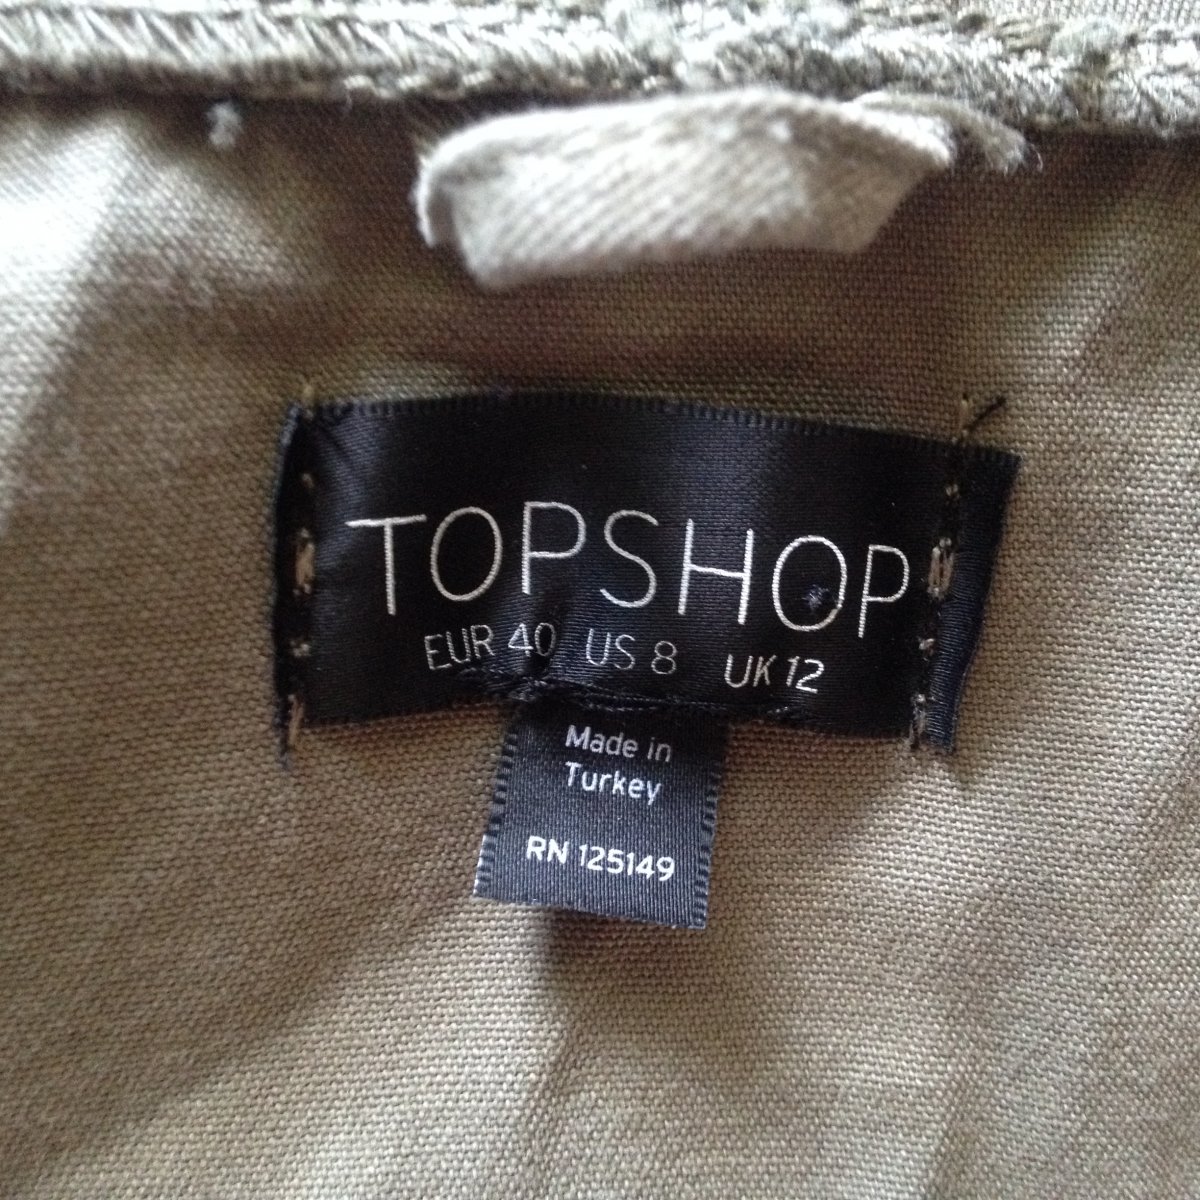 TOPSHOP
EUR 40 US 8 UK 12
Made in
Turkey
RN 125149